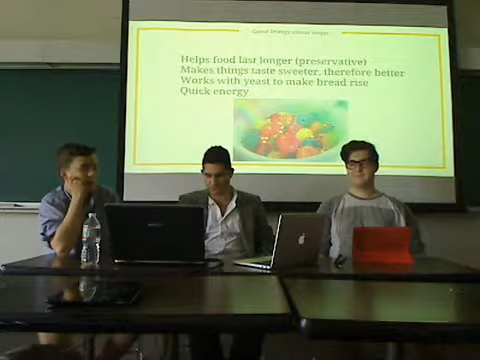 Good things about sugar
Helps food last longer (preservative)
Makes things taste sweeter, therefore better
Works with yeast to make bread rise
Quick energy